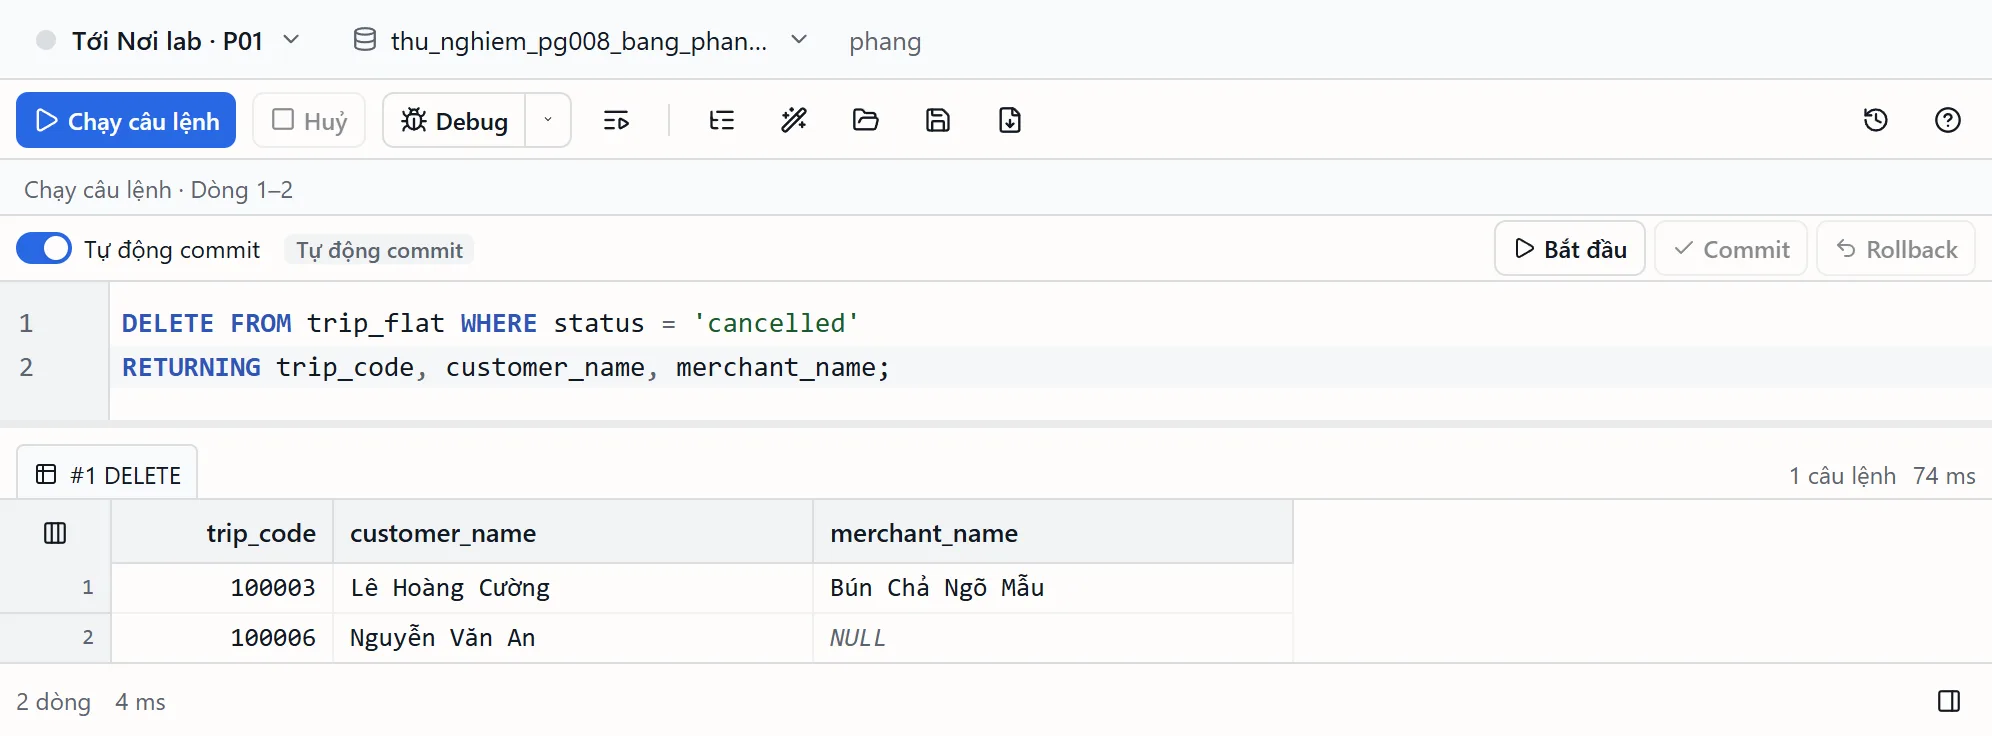 Tới Nơi lab · P01 thu_nghiem_pg008_bang_phan... phang
Chạy câu lệnh Huỷ Debug
Chạy câu lệnh · Dòng 1–2
Tự động commit Tự động commit Bắt đầu Commit Rollback
1 DELETE FROM trip_flat WHERE status = 'cancelled'
2 RETURNING trip_code, customer_name, merchant_name;
#1 DELETE 1 câu lệnh 74 ms
trip_code customer_name merchant_name
1 100003 Lê Hoàng Cường Bún Chả Ngõ Mẫu
2 100006 Nguyễn Văn An NULL
2 dòng 4 ms